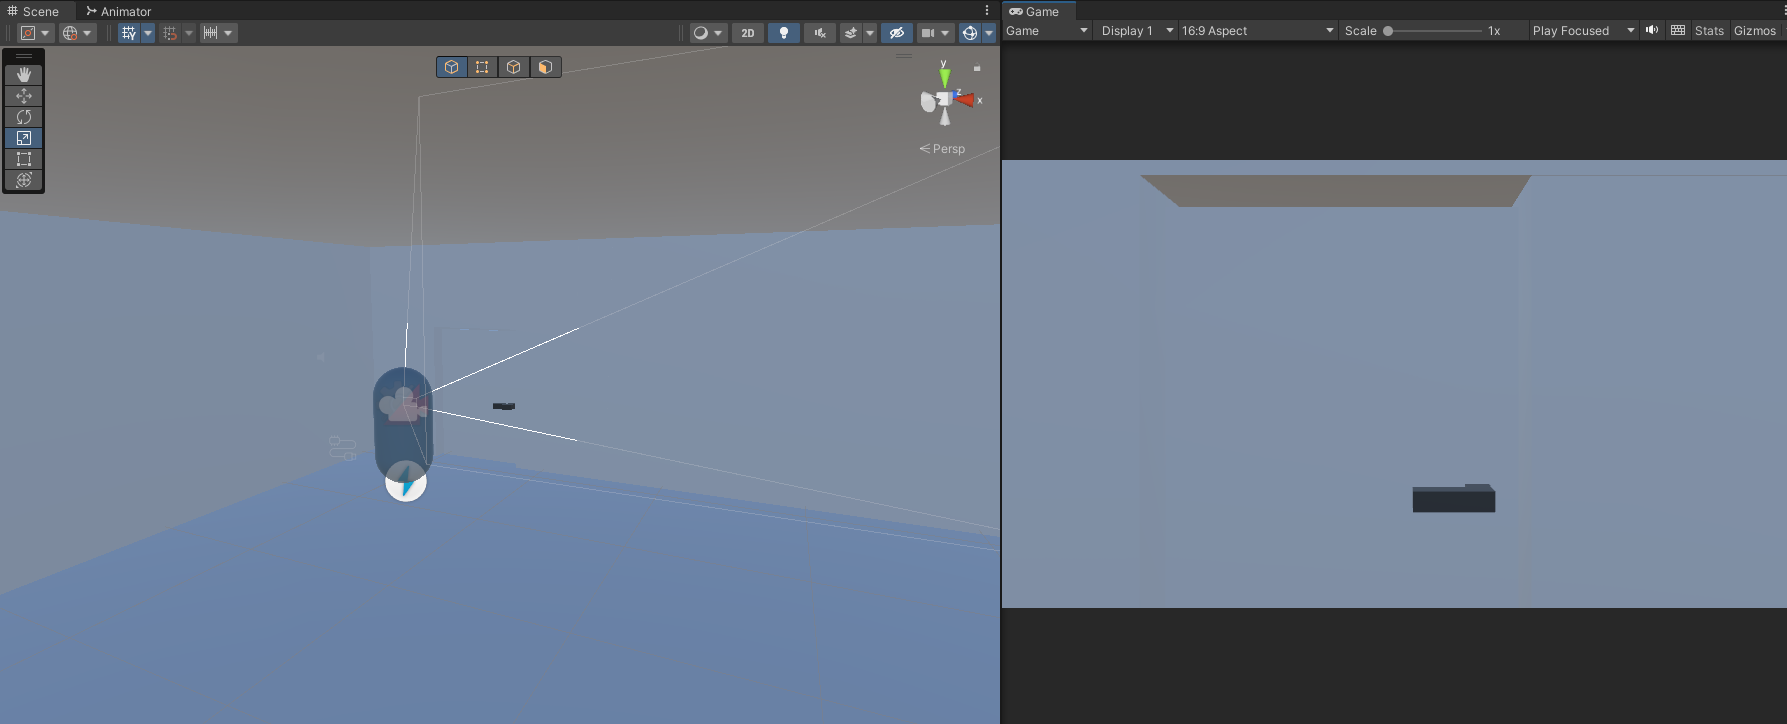 Scene
Animator
2D
y
z
x
Persp
Game
Game
Display 1
16:9 Aspect
Scale
1x
Play Focused
Stats
Gizmos